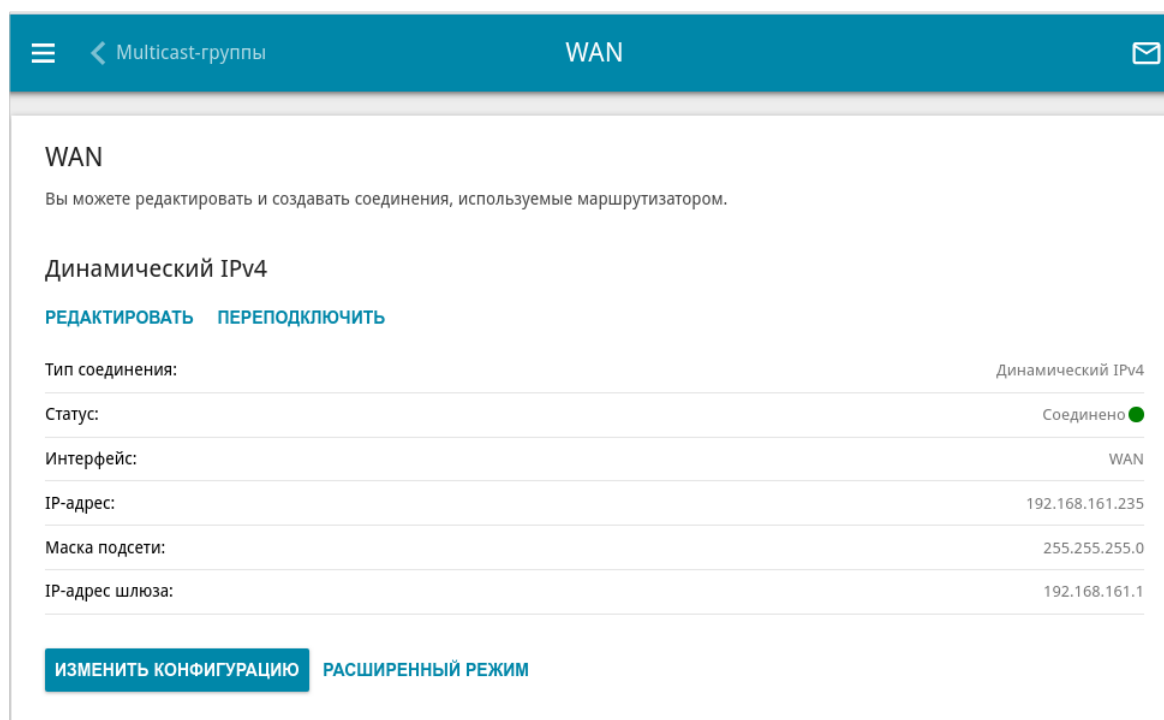 Multicast-группы
WAN
WAN
Вы можете редактировать и создавать соединения, используемые маршрутизатором.
Динамический IPv4
РЕДАКТИРОВАТЬ ПЕРЕПОДКЛЮЧИТЬ
Тип соединения: Динамический IPv4
Статус: Соединено
Интерфейс: WAN
IP-адрес: 192.168.161.235
Маска подсети: 255.255.255.0
IP-адрес шлюза: 192.168.161.1
ИЗМЕНИТЬ КОНФИГУРАЦИЮ РАСШИРЕННЫЙ РЕЖИМ